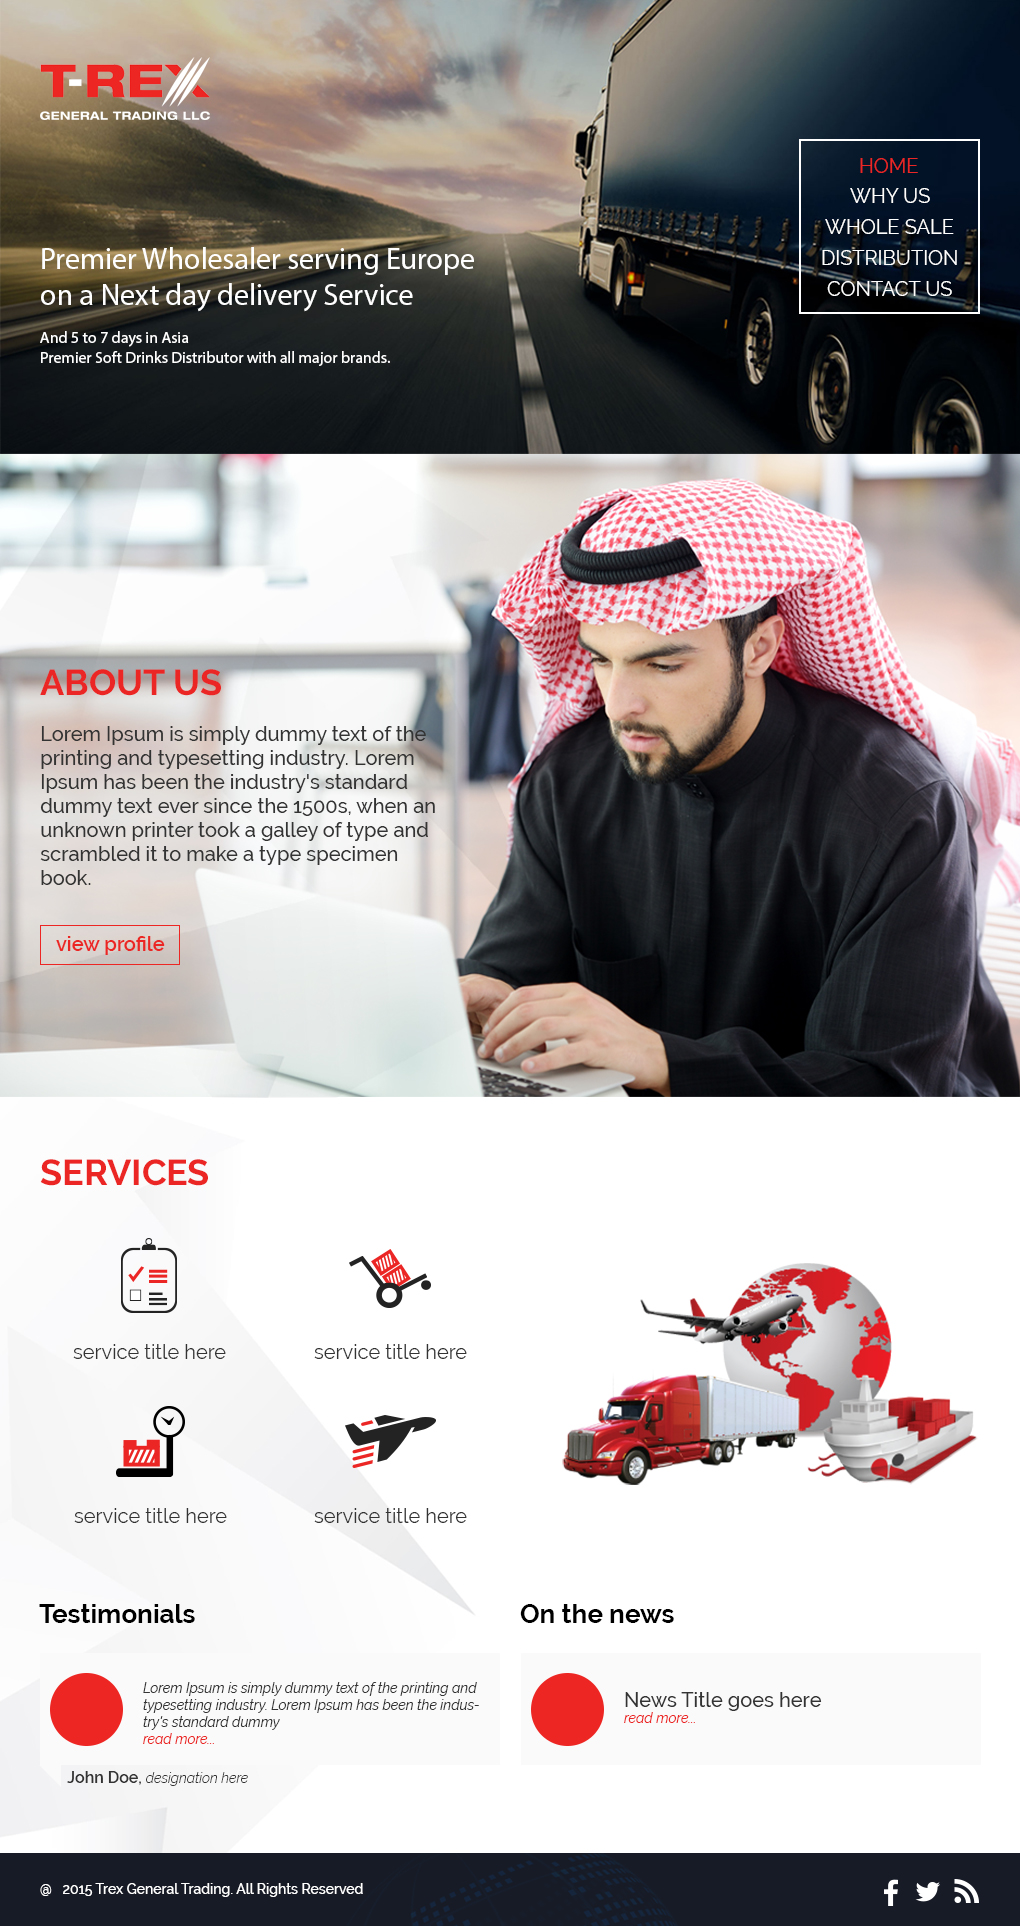 T-REX
GENERAL TRADING LLC
HOME
WHY US
WHOLE SALE
DISTRIBUTION
CONTACT US
Premier Wholesaler serving Europe
on a Next day delivery Service
And 5 to 7 days in Asia
Premier Soft Drinks Distributor with all major brands.
ABOUT US
Lorem Ipsum is simply dummy text of the
printing and typesetting industry. Lorem
Ipsum has been the industry's standard
dummy text ever since the 1500s, when an
unknown printer took a galley of type and
scrambled it to make a type specimen
book.
view profile
SERVICES
service title here
service title here
service title here
service title here
Testimonials
Lorem Ipsum is simply dummy text of the printing and
typesetting industry. Lorem Ipsum has been the indus-
try's standard dummy
read more...
John Doe, designation here
On the news
News Title goes here
read more...
@ 2015 Trex General Trading. All Rights Reserved